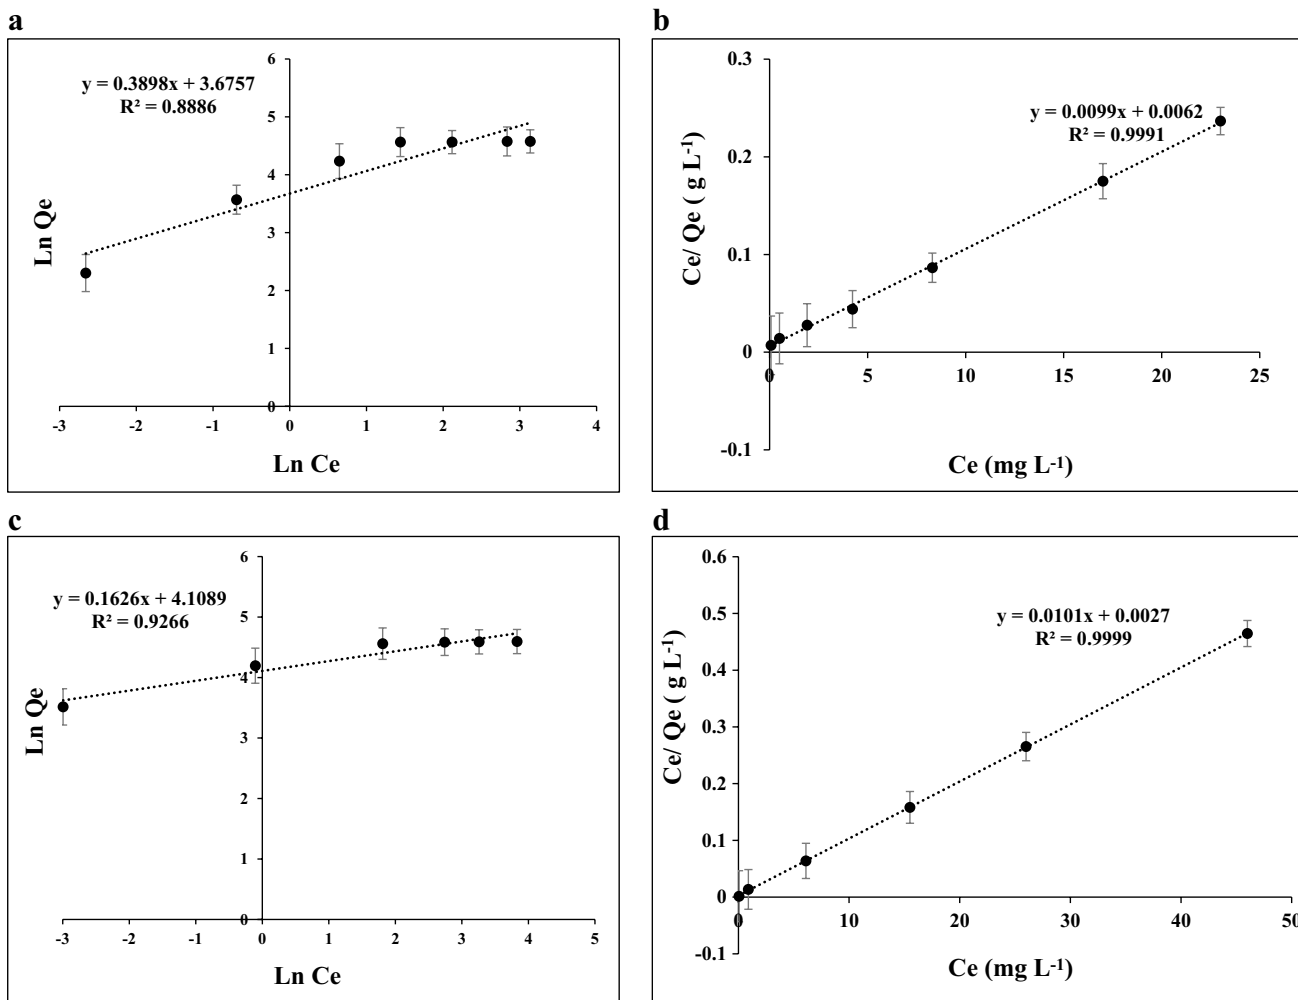 a
6
5
4
3
2
1
0
-3
-2
-1
0
1
2
3
4
y = 0.3898x + 3.6757
R² = 0.8886
Ln Qe
Ln Ce
b
0.3
0.2
0.1
0
-0.1
0
5
10
15
20
25
y = 0.0099x + 0.0062
R² = 0.9991
Ce/ Qe ( g L⁻¹)
Ce (mg L⁻¹)
c
6
5
4
3
2
1
0
-3
-2
-1
0
1
2
3
4
5
y = 0.1626x + 4.1089
R² = 0.9266
Ln Qe
Ln Ce
d
0.6
0.5
0.4
0.3
0.2
0.1
0
-0.1
0
10
20
30
40
50
y = 0.0101x + 0.0027
R² = 0.9999
Ce/ Qe ( g L⁻¹)
Ce (mg L⁻¹)